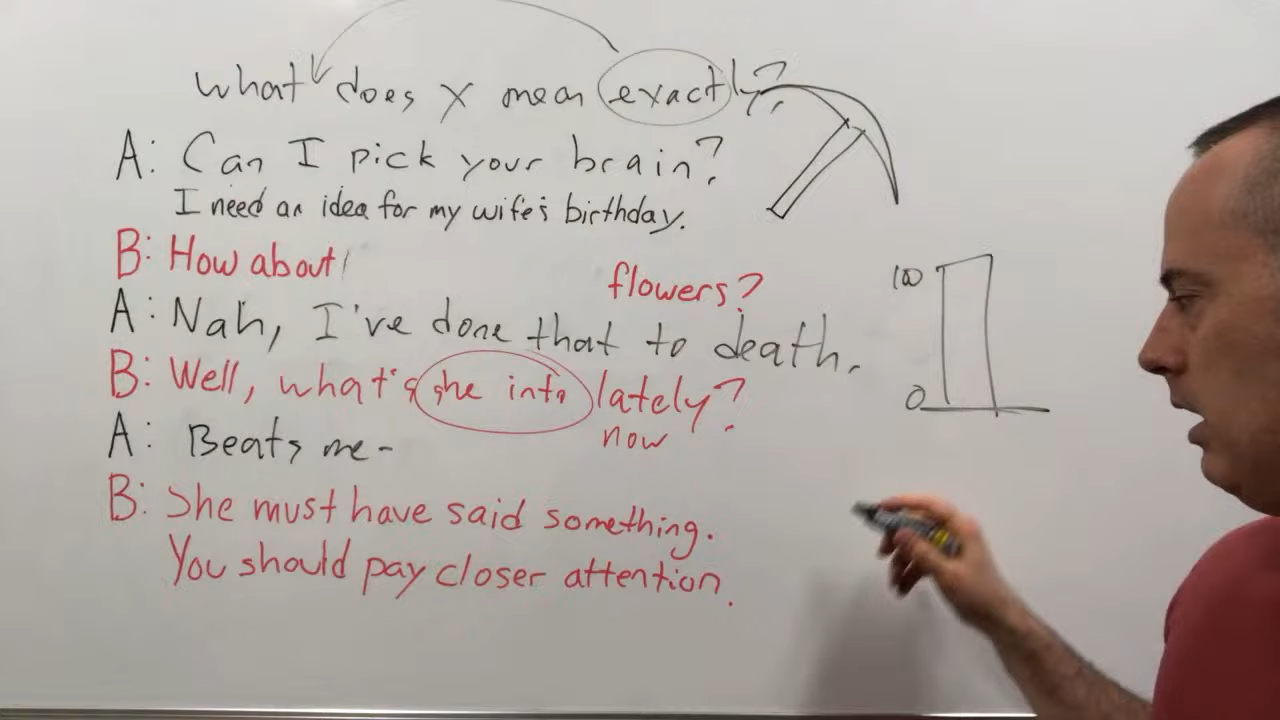 what does X mean exactly?
A: Can I pick your brain?
I need an idea for my wife's birthday.
B: How about flowers?
A: Nah, I've done that to death.
B: Well, what's she into lately?
now
A: Beats me-
B: She must have said something.
You should pay closer attention.
100
0